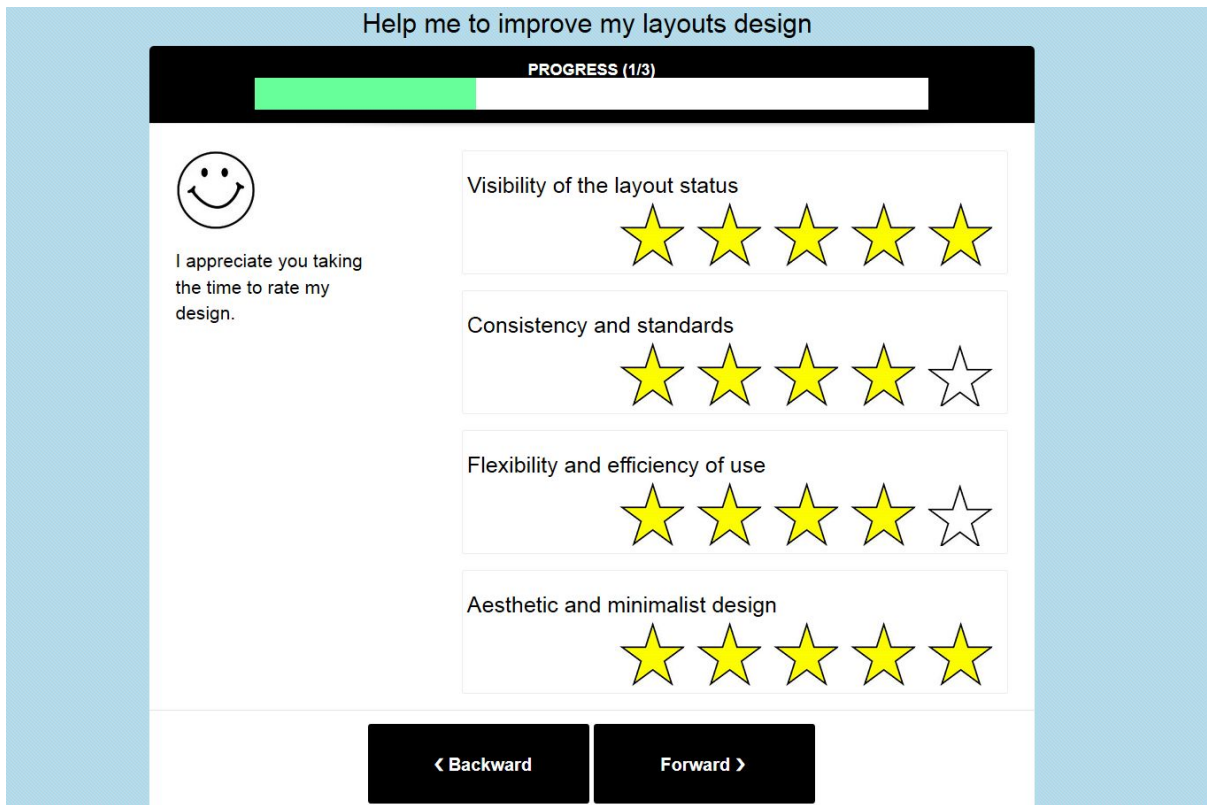 Help me to improve my layouts design
PROGRESS (1/3)
I appreciate you taking
the time to rate my
design.
Visibility of the layout status
Consistency and standards
Flexibility and efficiency of use
Aesthetic and minimalist design
❮ Backward
Forward ❯